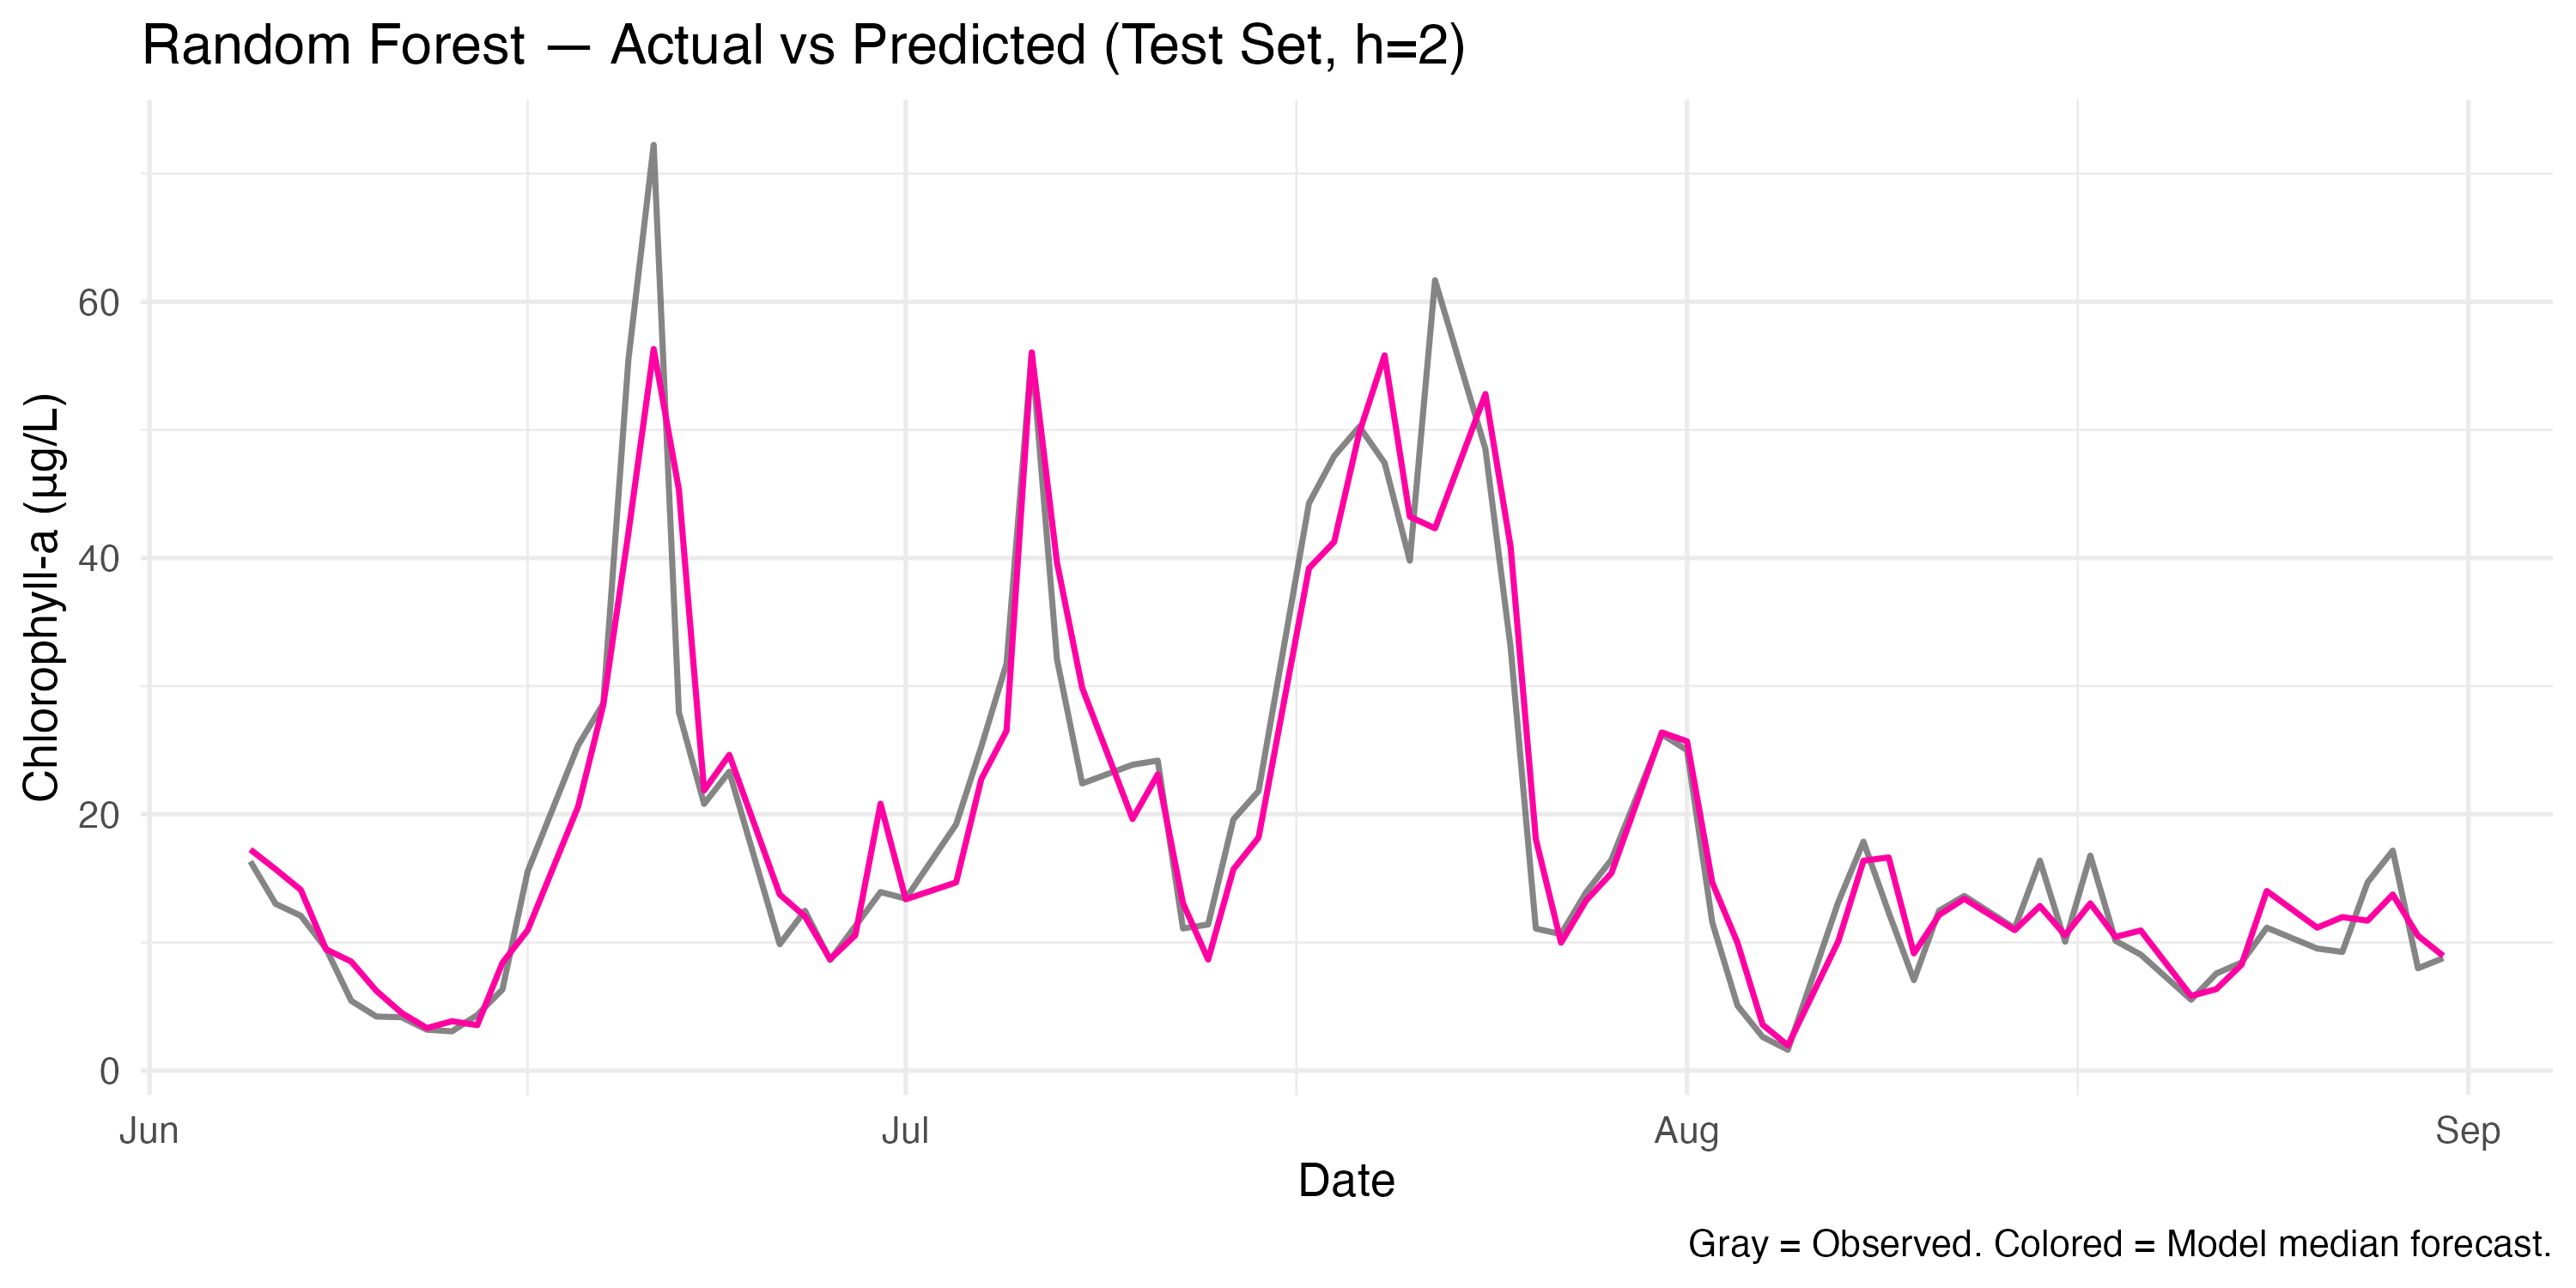 Random Forest — Actual vs Predicted (Test Set, h=2)
Chlorophyll-a (µg/L)
60
40
20
0
Jun Jul Aug Sep
Date
Gray = Observed. Colored = Model median forecast.